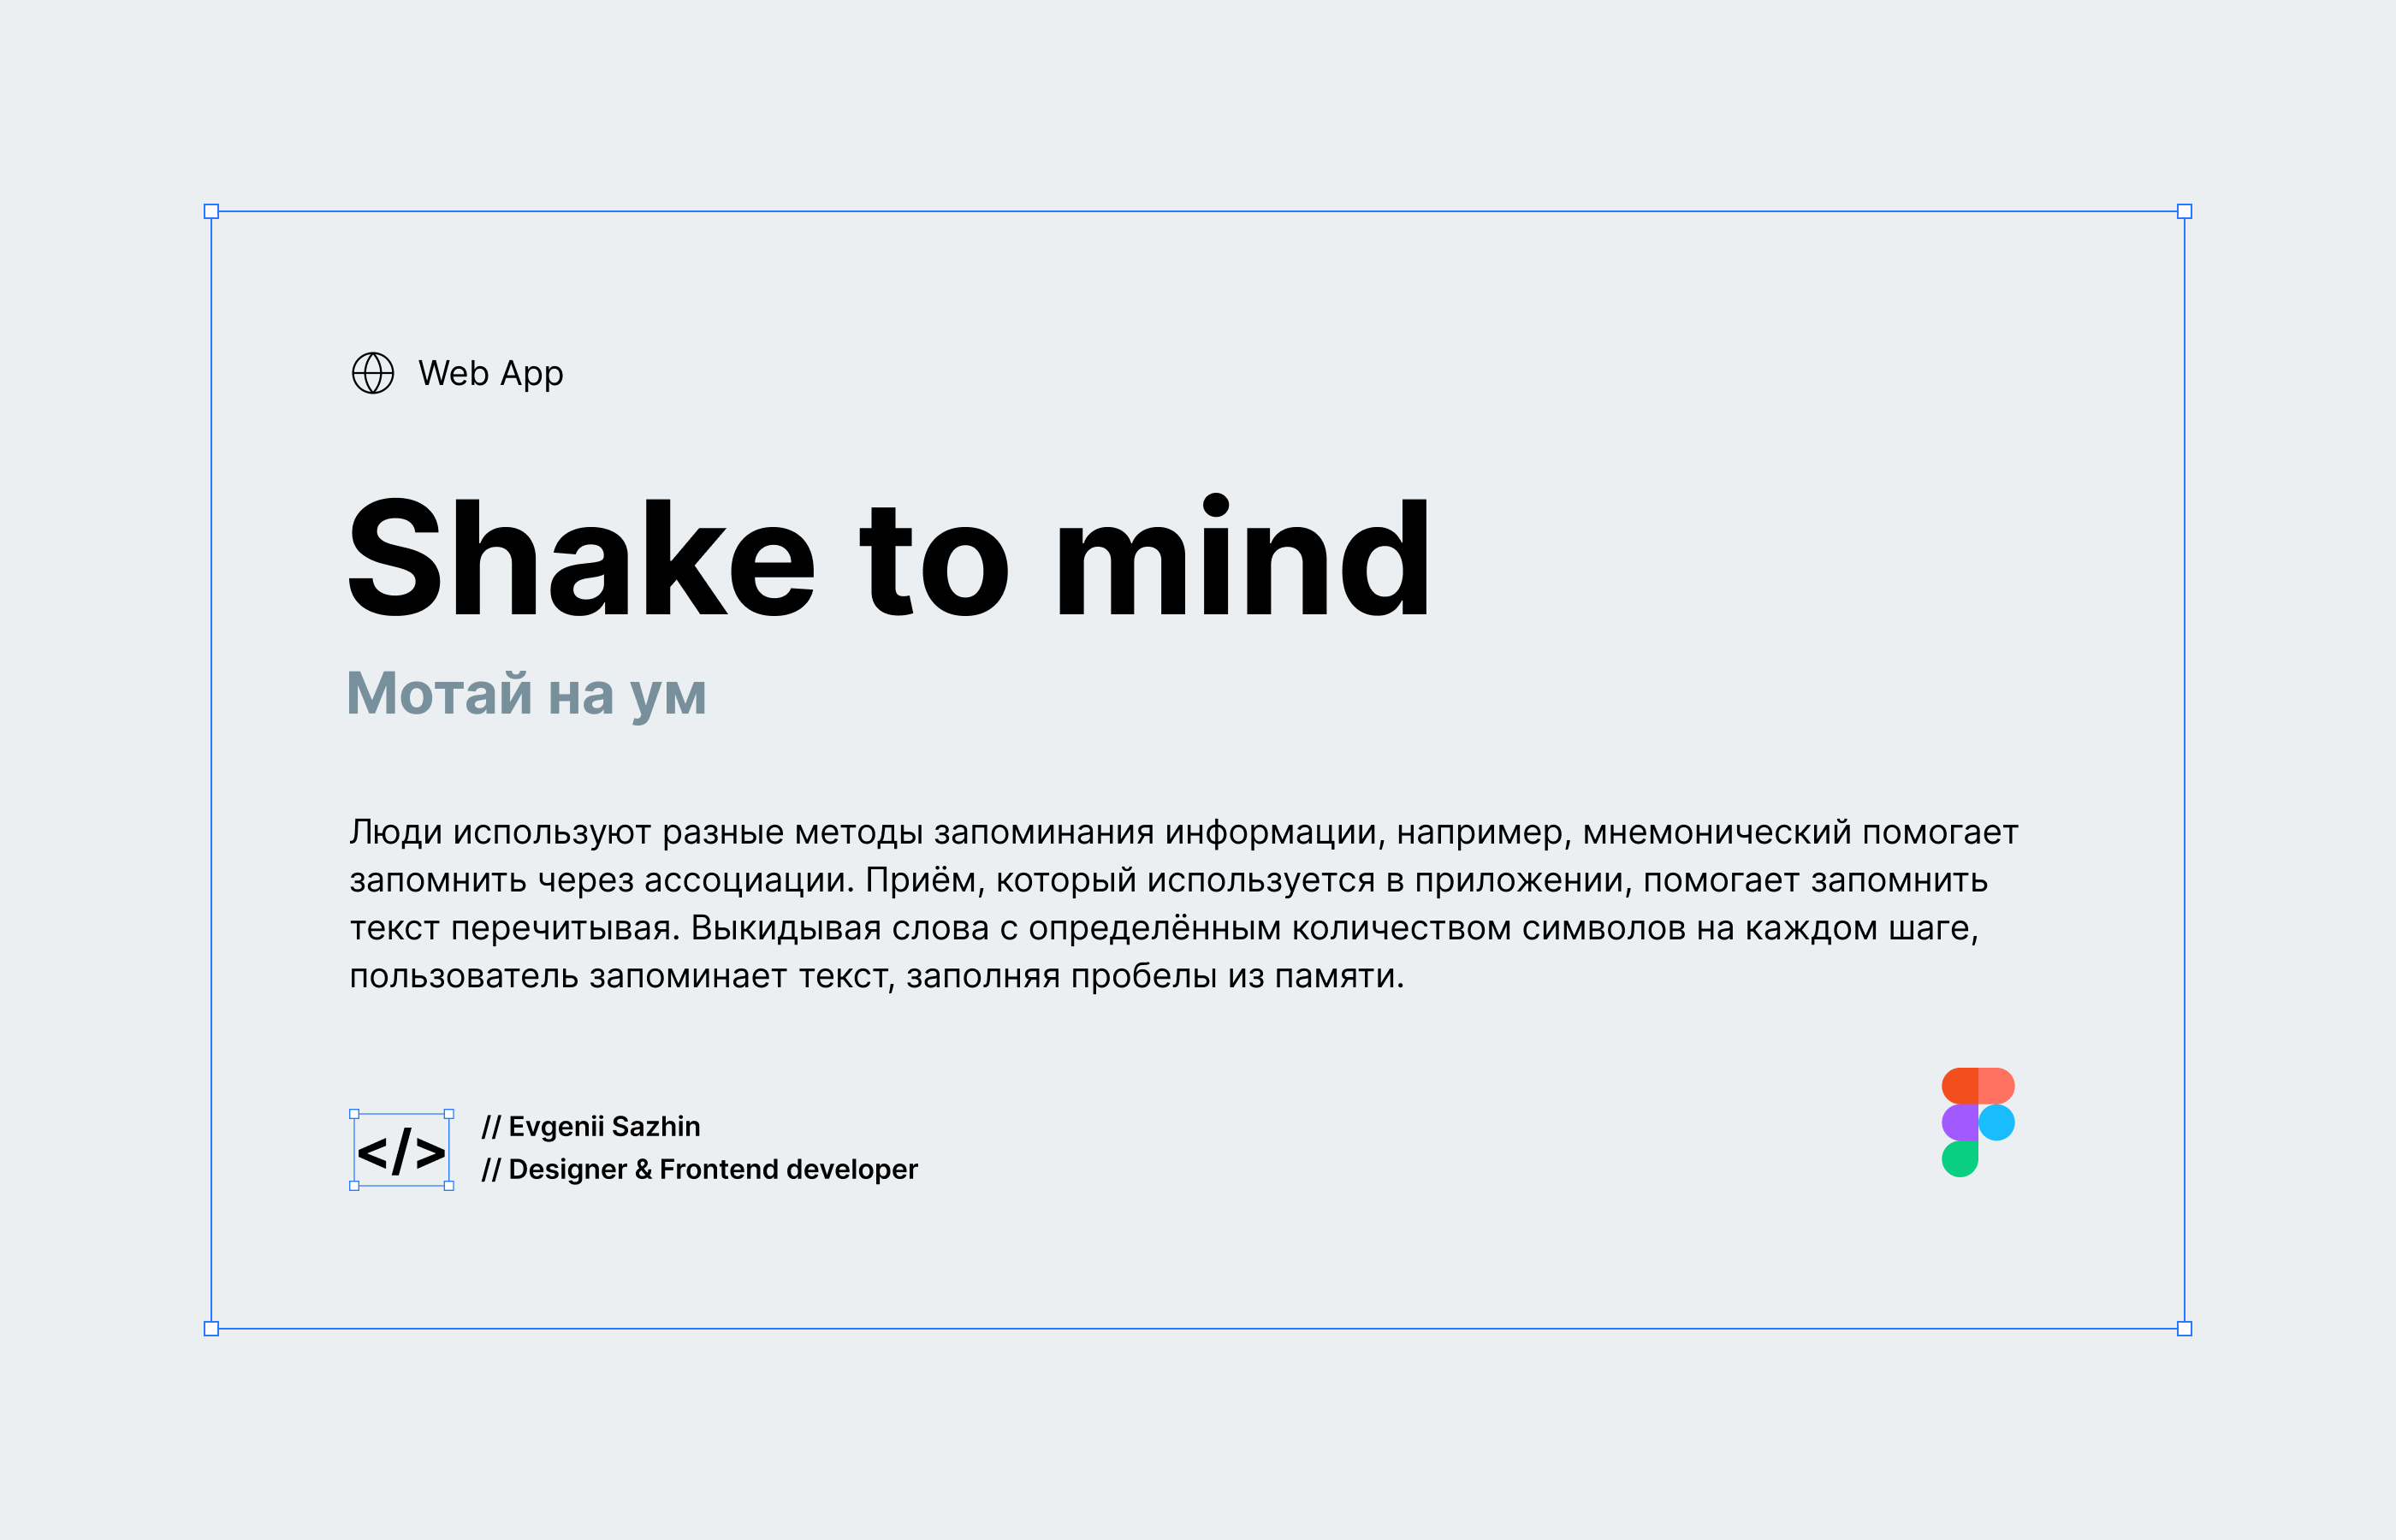 Web App
Shake to mind
Мотай на ум
Люди используют разные методы запоминания информации, например, мнемонический помогает
запомнить через ассоциации. Приём, который используется в приложении, помогает запомнить
текст перечитывая. Выкидывая слова с определённым количеством символов на каждом шаге,
пользователь запоминает текст, заполняя пробелы из памяти.
</>
// Evgenii Sazhin
// Designer & Frontend developer